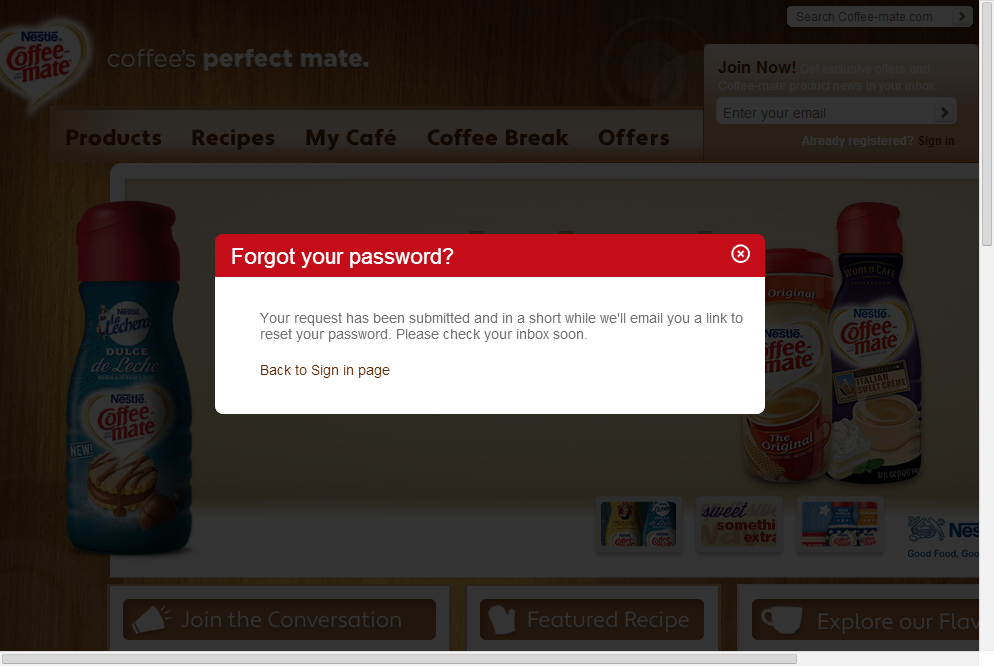 Search Coffee-mate.com
Nestlé.
Coffee-
mate
coffee's perfect mate.
Join Now! Get exclusive offers and
Coffee-mate product news in your inbox.
Enter your email
Already registered? Sign in
Products Recipes My Café Coffee Break Offers
Forgot your password?
Your request has been submitted and in a short while we'll email you a link to
reset your password. Please check your inbox soon.
Back to Sign in page
Nestlé
la
Lechera
DULCE
de Leche
Nestlé.
Coffee-
mate
NEW!
Original
Nestlé.
ffee-
mate
The
Original
WORLD CAFÉ
Nestlé.
Coffee-
mate
ITALIAN
SWEET CRÈME
sweet
somethi
extra
Nes
Good Food, Goo
Join the Conversation
Featured Recipe
Explore our Flav